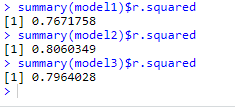 > summary(model1)$r.squared
[1] 0.7671758
> summary(model2)$r.squared
[1] 0.8060349
> summary(model3)$r.squared
[1] 0.7964028
>